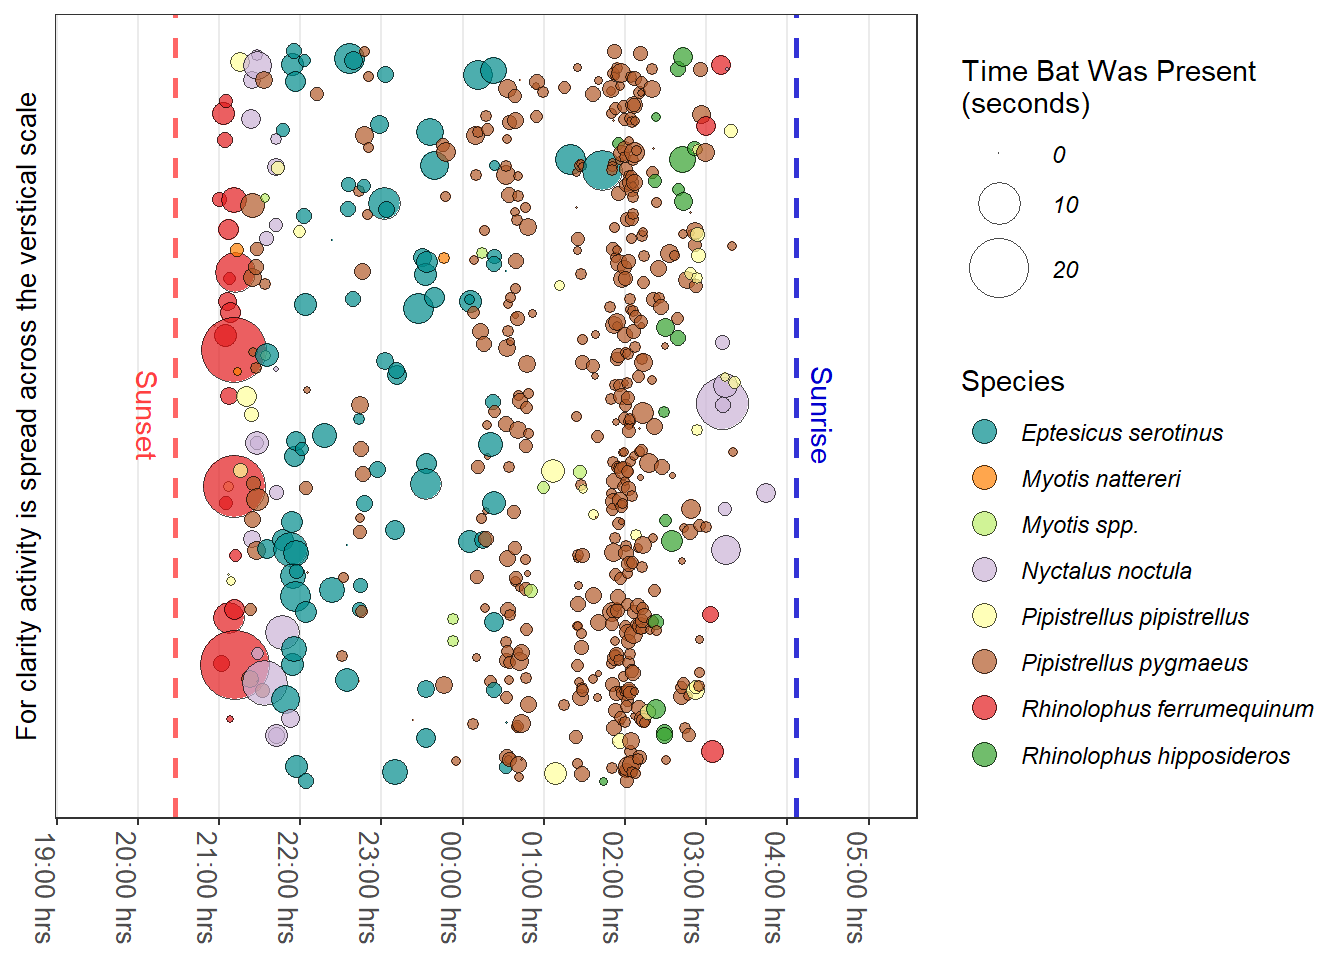 For clarity activity is spread across the verstical scale
Sunset
Sunrise
19:00 hrs
20:00 hrs
21:00 hrs
22:00 hrs
23:00 hrs
00:00 hrs
01:00 hrs
02:00 hrs
03:00 hrs
04:00 hrs
05:00 hrs
Time Bat Was Present
(seconds)
0
10
20
Species
Eptesicus serotinus
Myotis nattereri
Myotis spp.
Nyctalus noctula
Pipistrellus pipistrellus
Pipistrellus pygmaeus
Rhinolophus ferrumequinum
Rhinolophus hipposideros